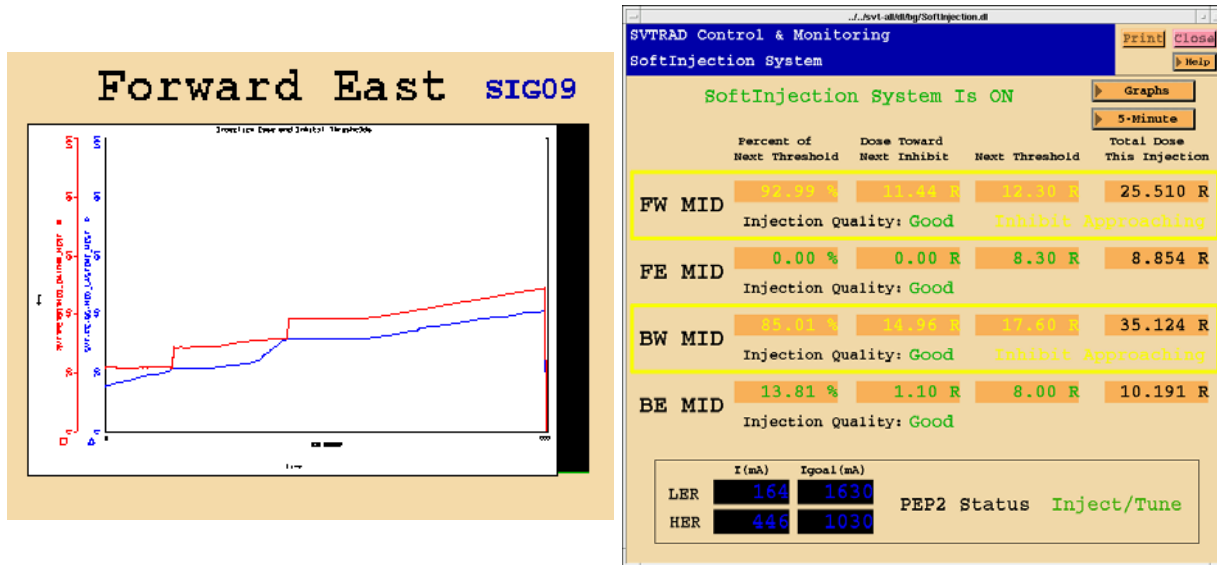 Forward East SIG09
Injection Dose and Inhibit Thresholds
../../svt-all/dl/bg/SoftInjection.dl
SVTRAD Control & Monitoring
SoftInjection System
Print
Close
Help
SoftInjection System Is ON
Graphs
5-Minute
Percent of Next Threshold
Dose Toward Next Inhibit
Next Threshold
Total Dose This Injection
FW MID 92.99 % 11.44 R 12.30 R 25.510 R
Injection Quality: Good Inhibit Approaching
FE MID 0.00 % 0.00 R 8.30 R 8.854 R
Injection Quality: Good
BW MID 85.01 % 14.96 R 17.60 R 35.124 R
Injection Quality: Good Inhibit Approaching
BE MID 13.81 % 1.10 R 8.00 R 10.191 R
Injection Quality: Good
I(mA) Igoal(mA)
LER 164 1630
HER 446 1030
PEP2 Status Inject/Tune